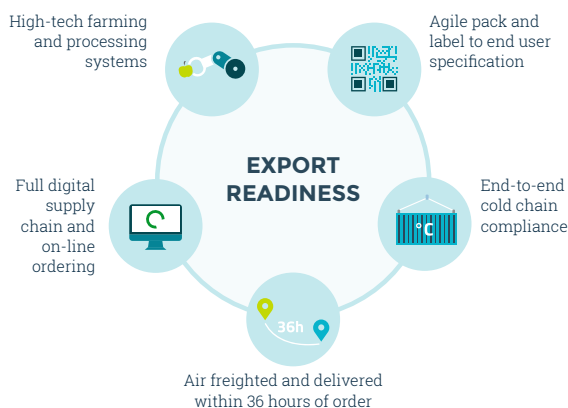 High-tech farming
and processing
systems
Agile pack and
label to end user
specification
EXPORT
READINESS
Full digital
supply
chain and
on-line
ordering
End-to-end
cold chain
compliance
°C
36h
Air freighted and delivered
within 36 hours of order